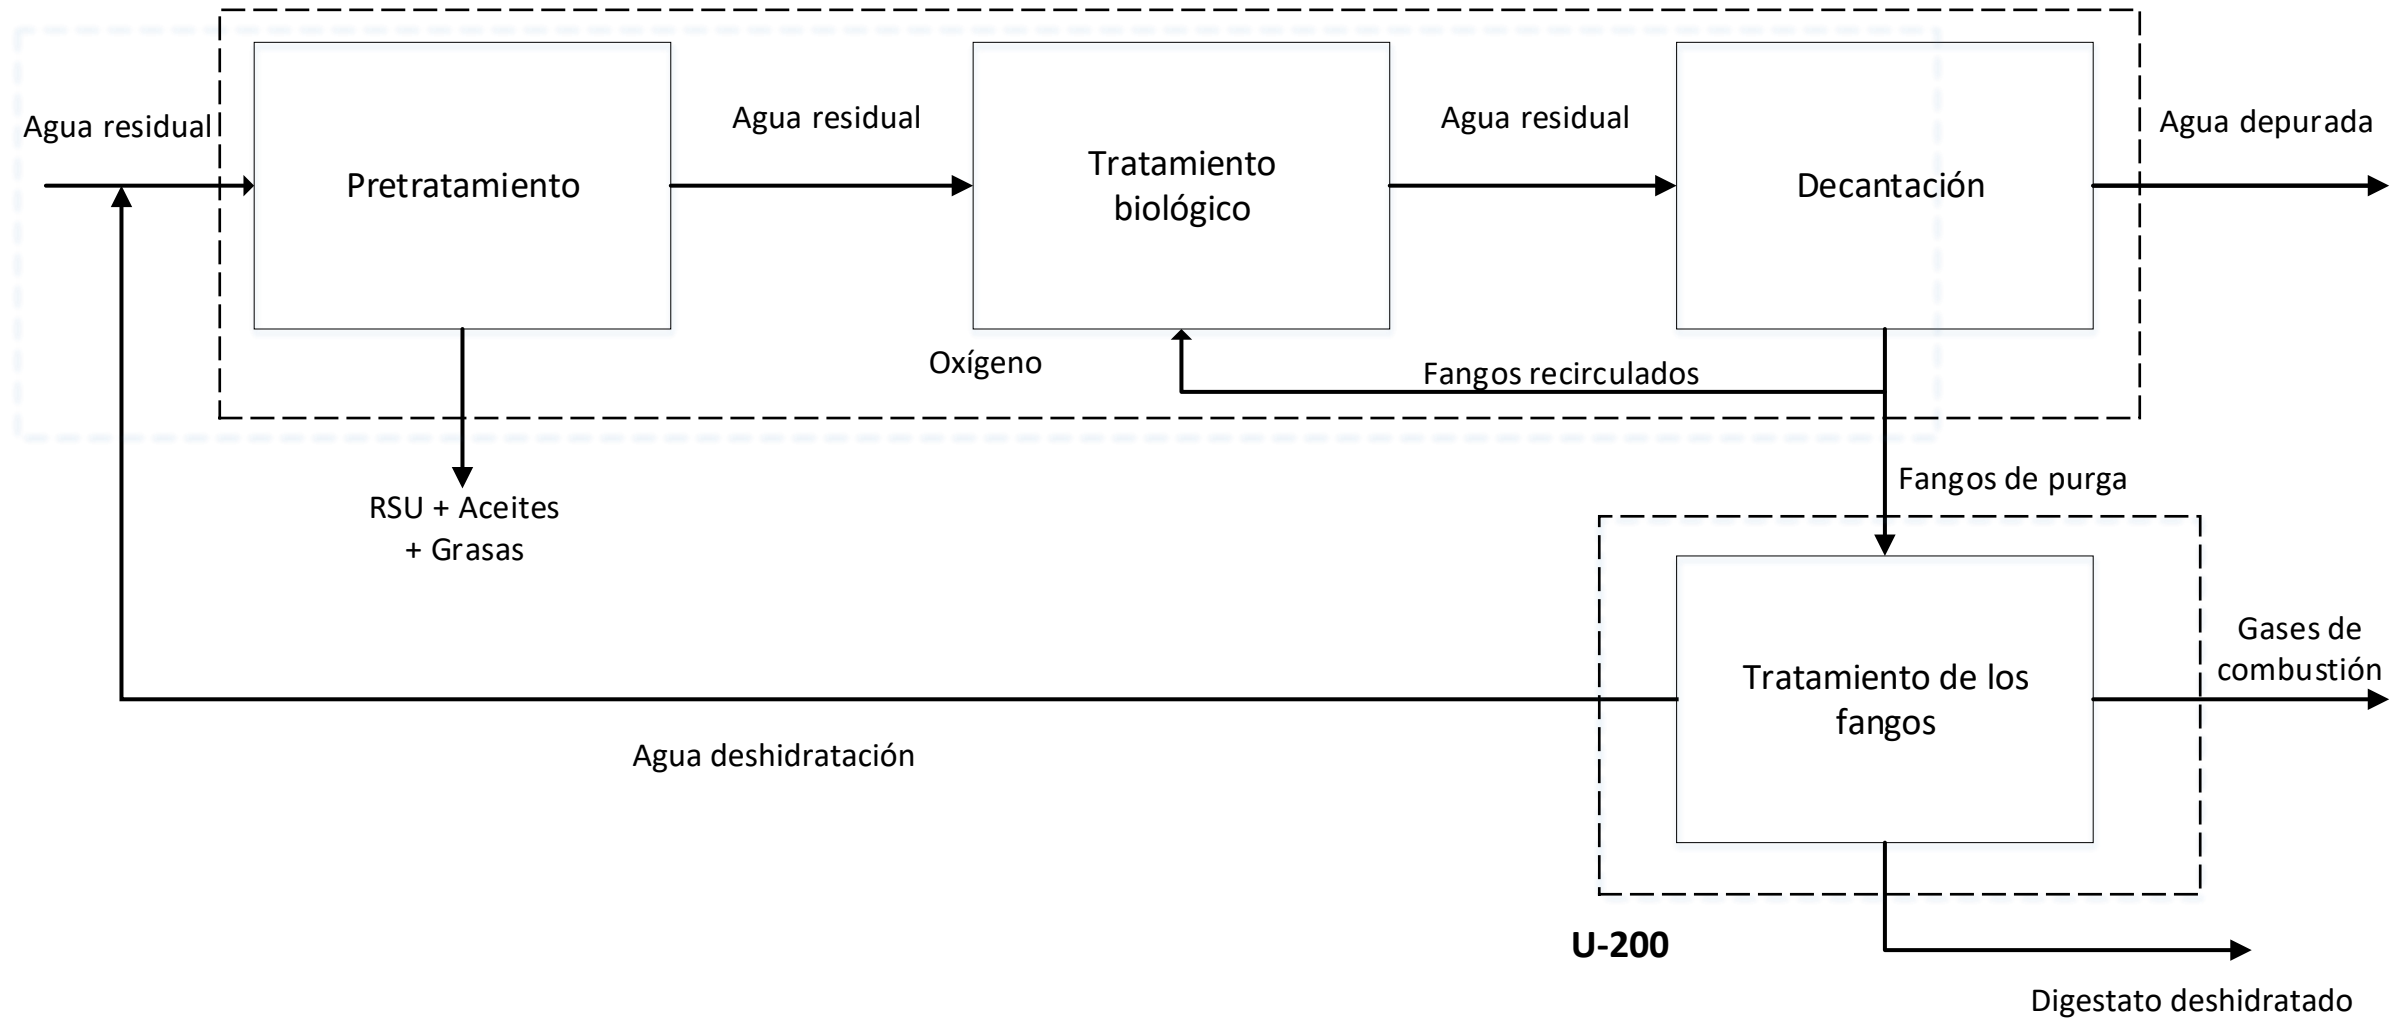 Agua residual
Pretratamiento
Agua residual
Tratamiento
biológico
Agua residual
Decantación
Agua depurada
Oxígeno
Fangos recirculados
RSU + Aceites
+ Grasas
Fangos de purga
Tratamiento de los
fangos
Gases de
combustión
Agua deshidratación
U-200
Digestato deshidratado